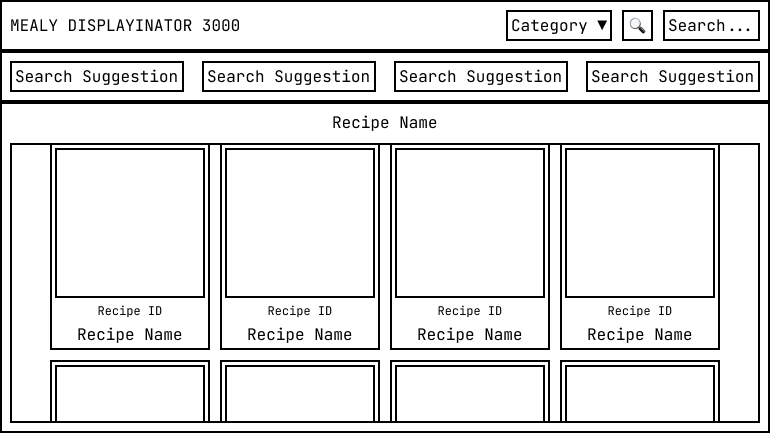 MEALY DISPLAYINATOR 3000 Category ▼ 🔍 Search...
Search Suggestion Search Suggestion Search Suggestion Search Suggestion
Recipe Name
Recipe ID Recipe ID Recipe ID Recipe ID
Recipe Name Recipe Name Recipe Name Recipe Name